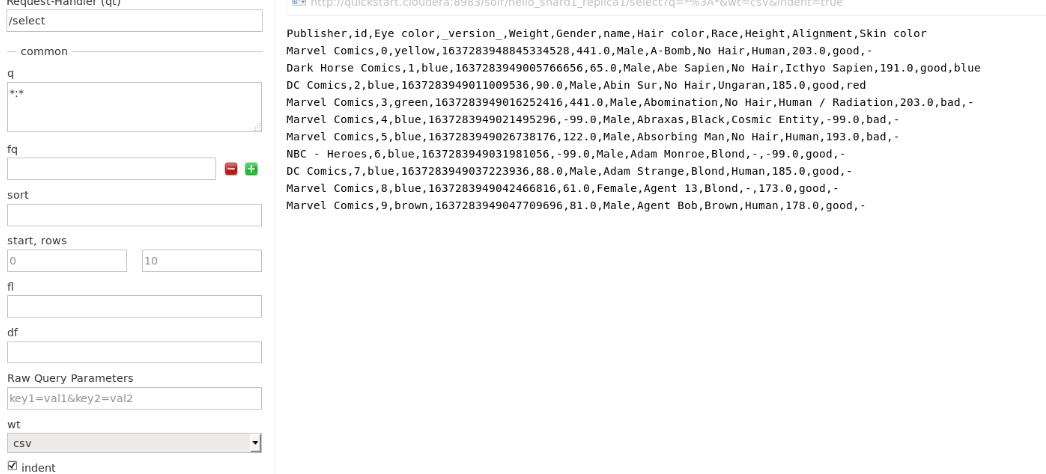 Request-Handler (qt)
/select
common
q
*:*
fq
sort
start, rows
0
10
fl
df
Raw Query Parameters
key1=val1&key2=val2
wt
csv
indent
http://quickstart.cloudera:8983/solr/hello_shard1_replica1/select?q=*%3A*&wt=csv&indent=true
Publisher,id,Eye color,_version_,Weight,Gender,name,Hair color,Race,Height,Alignment,Skin color
Marvel Comics,0,yellow,1637283948845334528,441.0,Male,A-Bomb,No Hair,Human,203.0,good,-
Dark Horse Comics,1,blue,1637283949005766656,65.0,Male,Abe Sapien,No Hair,Icthyo Sapien,191.0,good,blue
DC Comics,2,blue,1637283949011009536,90.0,Male,Abin Sur,No Hair,Ungaran,185.0,good,red
Marvel Comics,3,green,1637283949016252416,441.0,Male,Abomination,No Hair,Human / Radiation,203.0,bad,-
Marvel Comics,4,blue,1637283949021495296,-99.0,Male,Abraxas,Black,Cosmic Entity,-99.0,bad,-
Marvel Comics,5,blue,1637283949026738176,122.0,Male,Absorbing Man,No Hair,Human,193.0,bad,-
NBC - Heroes,6,blue,1637283949031981056,-99.0,Male,Adam Monroe,Blond,-,-99.0,good,-
DC Comics,7,blue,1637283949037223936,88.0,Male,Adam Strange,Blond,Human,185.0,good,-
Marvel Comics,8,blue,1637283949042466816,61.0,Female,Agent 13,Blond,-,173.0,good,-
Marvel Comics,9,brown,1637283949047709696,81.0,Male,Agent Bob,Brown,Human,178.0,good,-